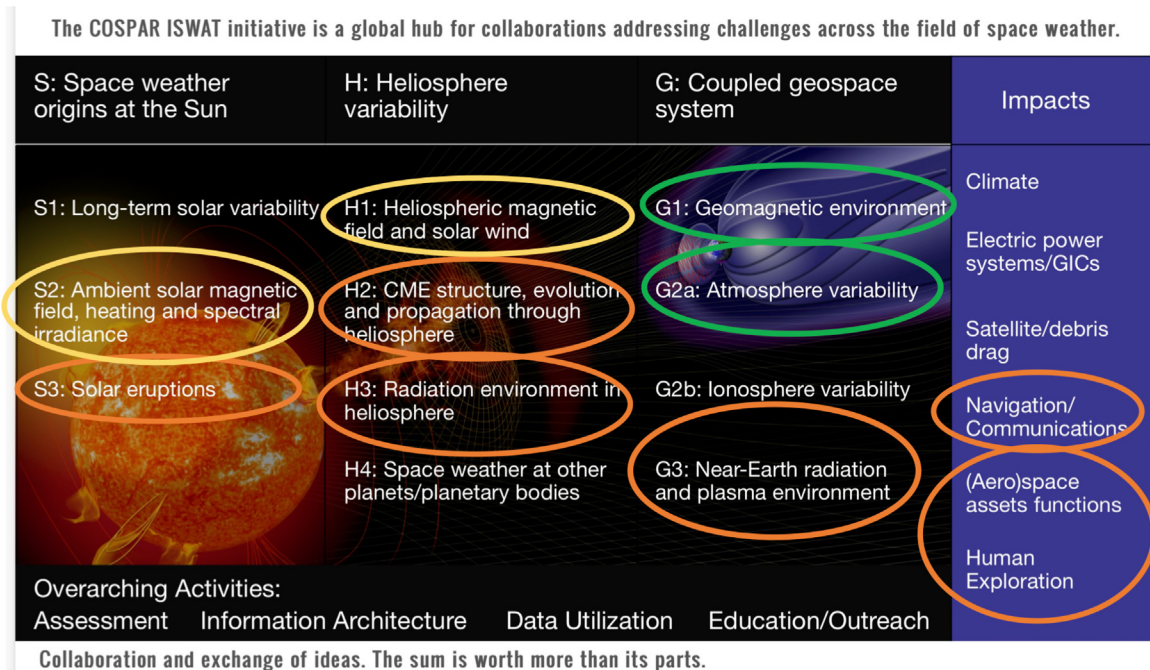 The COSPAR ISWAT initiative is a global hub for collaborations addressing challenges across the field of space weather.
S: Space weather
origins at the Sun
H: Heliosphere
variability
G: Coupled geospace
system
Impacts
S1: Long-term solar variability
S2: Ambient solar magnetic
field, heating and spectral
irradiance
S3: Solar eruptions
H1: Heliospheric magnetic
field and solar wind
H2: CME structure, evolution
and propagation through
heliosphere
H3: Radiation environment in
heliosphere
H4: Space weather at other
planets/planetary bodies
G1: Geomagnetic environment
G2a: Atmosphere variability
G2b: Ionosphere variability
G3: Near-Earth radiation
and plasma environment
Climate
Electric power
systems/GICs
Satellite/debris
drag
Navigation/
Communications
(Aero)space
assets functions
Human
Exploration
Overarching Activities:
Assessment Information Architecture Data Utilization Education/Outreach
Collaboration and exchange of ideas. The sum is worth more than its parts.